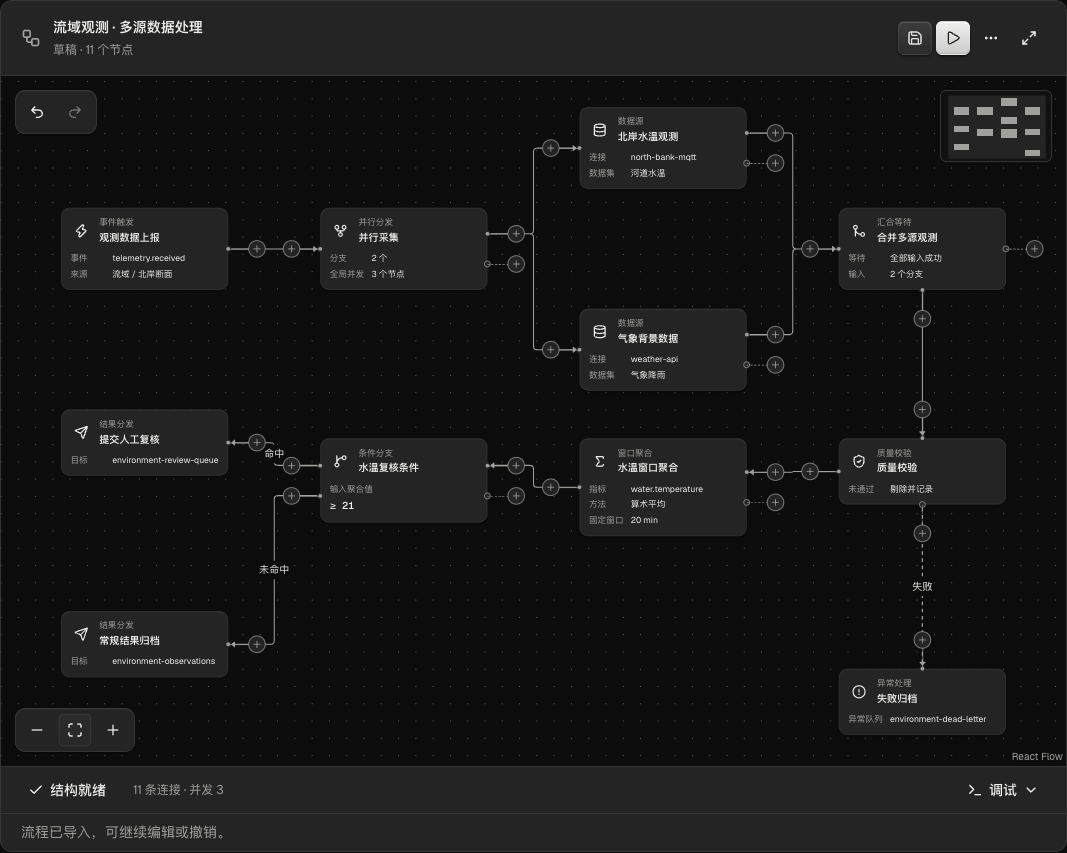 流域观测 · 多源数据处理
草稿 · 11 个节点
数据源
北岸水温观测
连接 north-bank-mqtt
数据集 河道水温
事件触发
观测数据上报
事件 telemetry.received
来源 流域 / 北岸断面
并行分发
并行采集
分支 2 个
全局并发 3 个节点
汇合等待
合并多源观测
等待 全部输入成功
输入 2 个分支
数据源
气象背景数据
连接 weather-api
数据集 气象降雨
结果分发
提交人工复核
目标 environment-review-queue
命中
条件分支
水温复核条件
输入聚合值
≥ 21
窗口聚合
水温窗口聚合
指标 water.temperature
方法 算术平均
固定窗口 20 min
质量校验
质量校验
未通过 剔除并记录
未命中
失败
结果分发
常规结果归档
目标 environment-observations
异常处理
失败归档
异常队列 environment-dead-letter
React Flow
结构就绪
11 条连接 · 并发 3
调试
流程已导入，可继续编辑或撤销。